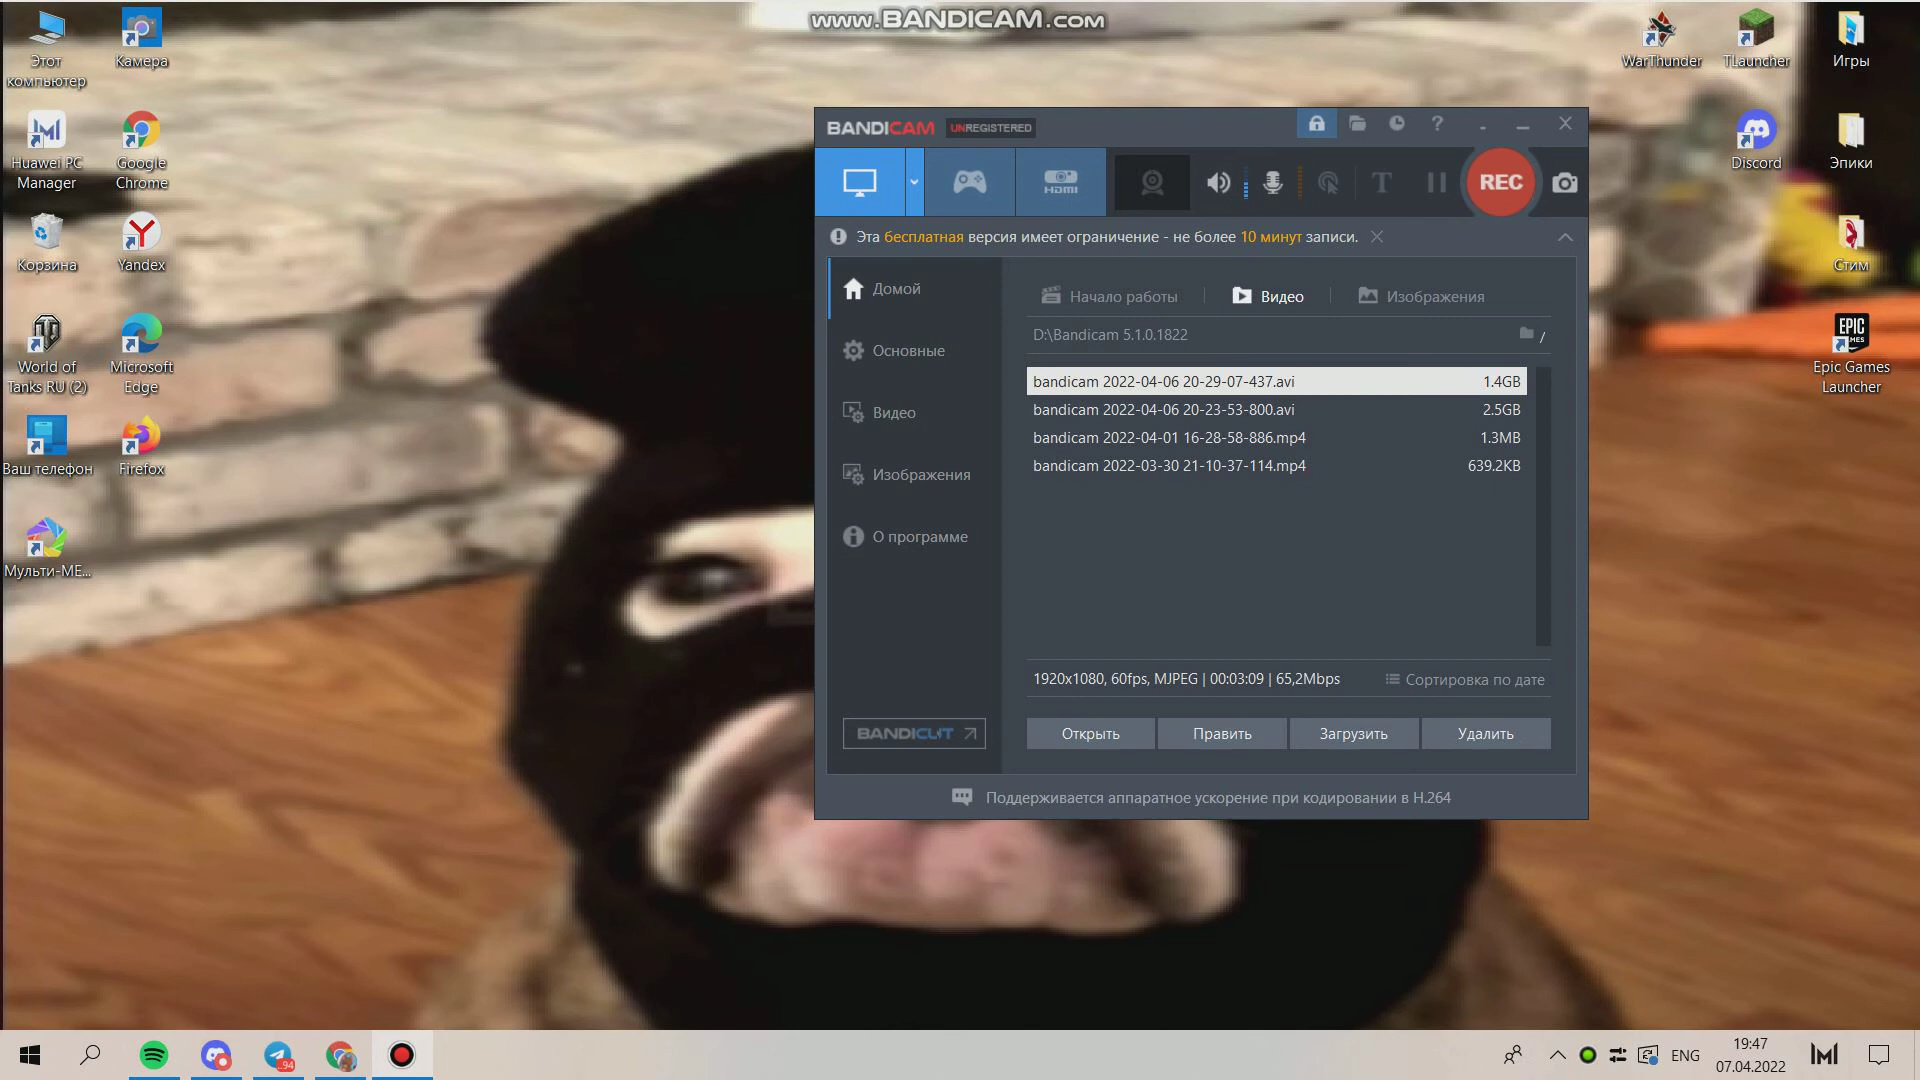 www.BANDICAM.com
Этот компьютер
Камера
Huawei PC Manager
Google Chrome
Корзина
Yandex
World of Tanks RU (2)
Microsoft Edge
Ваш телефон
Firefox
Мульти-МЕ...
WarThunder
TLauncher
Игры
Discord
Эпики
Стим
EPIC GAMES
Epic Games Launcher
BANDICAM UNREGISTERED
HDMI
REC
Эта бесплатная версия имеет ограничение - не более 10 минут записи.
Домой
Основные
Видео
Изображения
О программе
BANDICUT
Начало работы
Видео
Изображения
D:\Bandicam 5.1.0.1822
/
bandicam 2022-04-06 20-29-07-437.avi 1.4GB
bandicam 2022-04-06 20-23-53-800.avi 2.5GB
bandicam 2022-04-01 16-28-58-886.mp4 1.3MB
bandicam 2022-03-30 21-10-37-114.mp4 639.2KB
1920x1080, 60fps, MJPEG | 00:03:09 | 65,2Mbps
Сортировка по дате
Открыть
Править
Загрузить
Удалить
Поддерживается аппаратное ускорение при кодировании в H.264
..94
ENG
19:47
07.04.2022